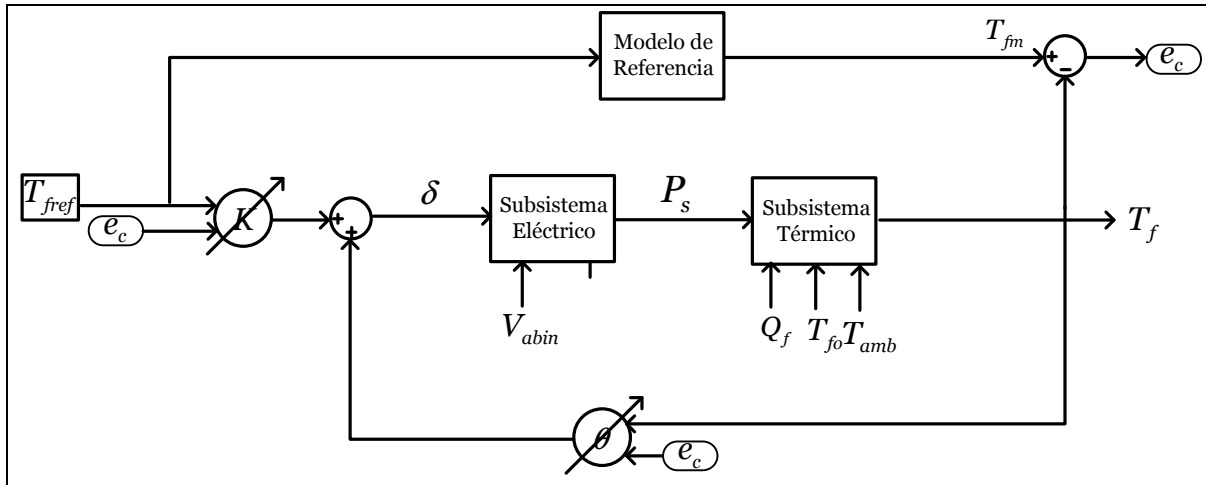 Modelo de
Referencia
T_fm
+
−
e_c
T_fref
e_c
K
+
+
δ
Subsistema
Eléctrico
P_s
Subsistema
Térmico
T_f
V_abin
Q_f
T_fo
T_amb
θ
e_c